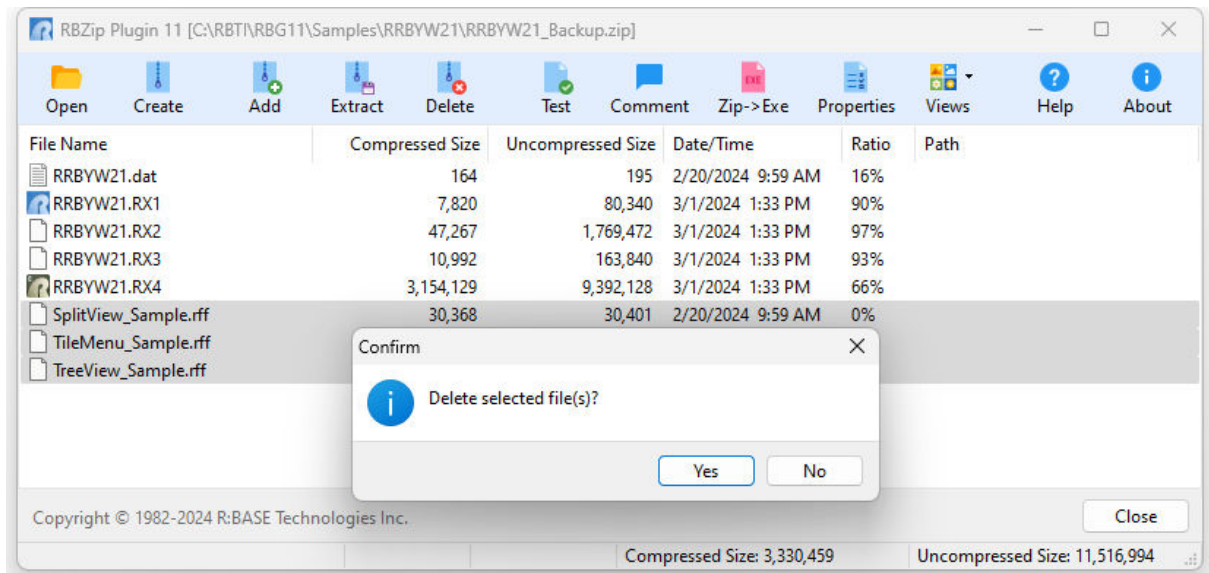 RBZip Plugin 11 [C:\RBTI\RBG11\Samples\RRBYW21\RRBYW21_Backup.zip]
Open Create Add Extract Delete Test Comment Zip->Exe Properties Views Help About
File Name Compressed Size Uncompressed Size Date/Time Ratio Path
RRBYW21.dat 164 195 2/20/2024 9:59 AM 16%
RRBYW21.RX1 7,820 80,340 3/1/2024 1:33 PM 90%
RRBYW21.RX2 47,267 1,769,472 3/1/2024 1:33 PM 97%
RRBYW21.RX3 10,992 163,840 3/1/2024 1:33 PM 93%
RRBYW21.RX4 3,154,129 9,392,128 3/1/2024 1:33 PM 66%
SplitView_Sample.rff 30,368 30,401 2/20/2024 9:59 AM 0%
TileMenu_Sample.rff
TreeView_Sample.rff
Confirm
Delete selected file(s)?
Yes No
Copyright © 1982-2024 R:BASE Technologies Inc. Close
Compressed Size: 3,330,459 Uncompressed Size: 11,516,994